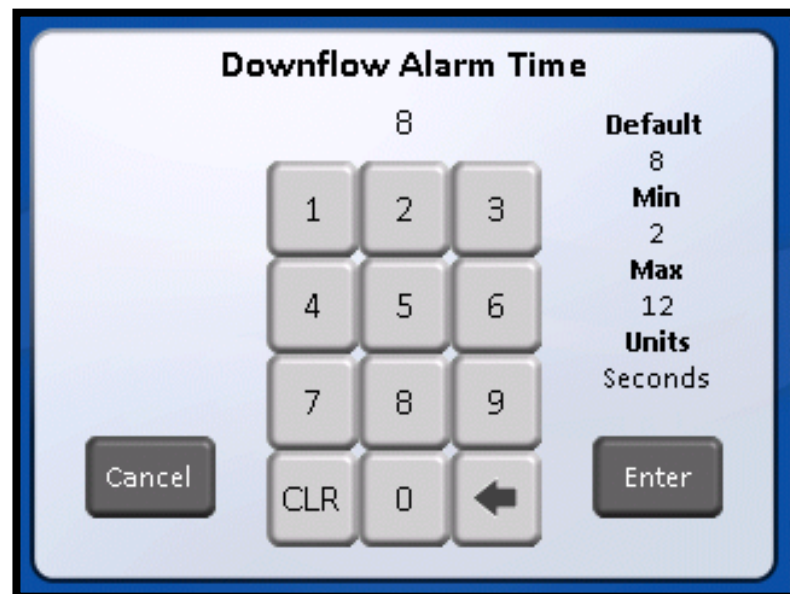 Downflow Alarm Time
8
Default
8
Min
2
Max
12
Units
Seconds
1 2 3
4 5 6
7 8 9
CLR 0
Cancel
Enter